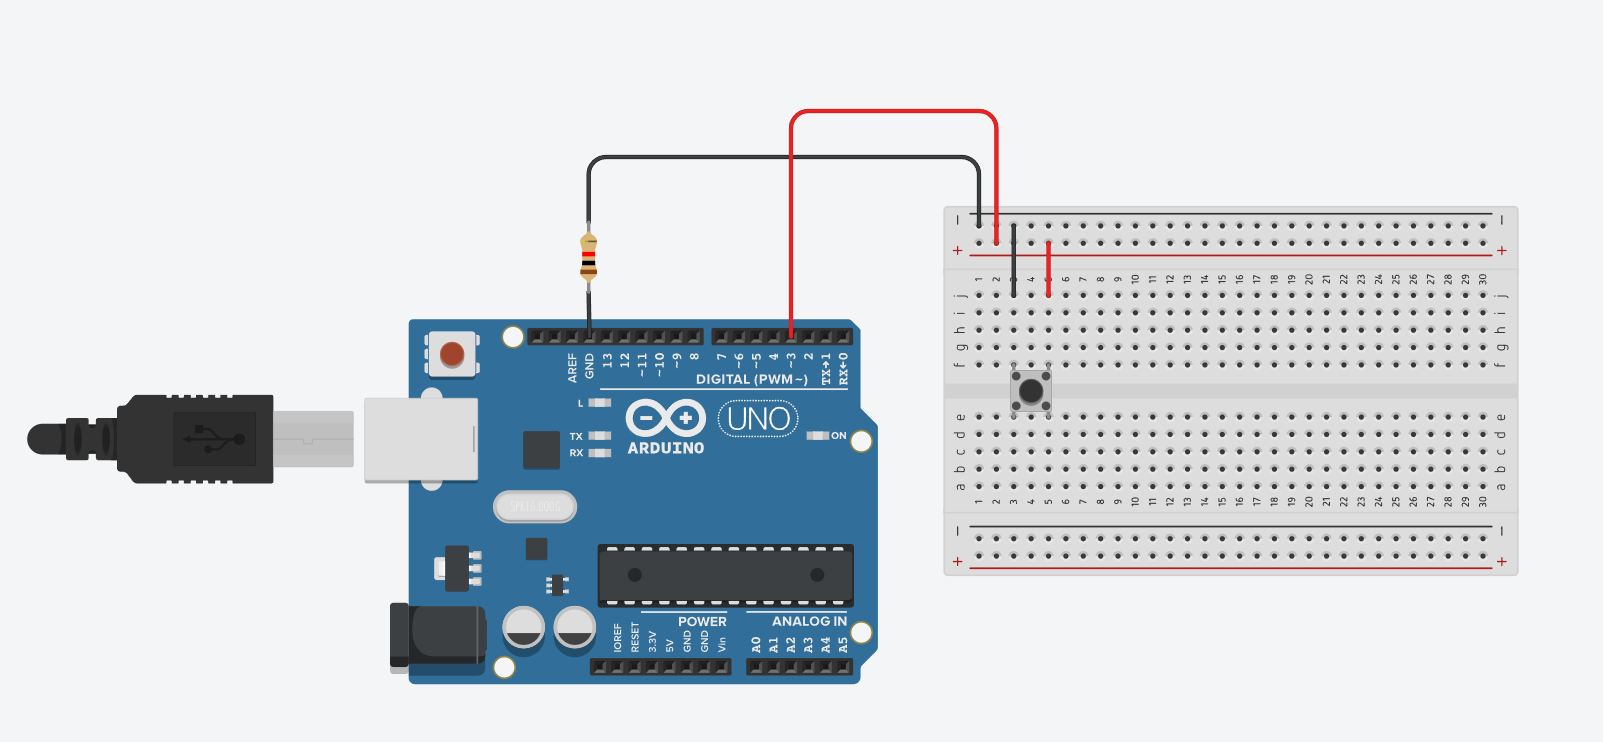 − −
+ +
1 2 3 4 6 7 8 9 10 11 12 13 14 15 16 17 18 19 20 21 22 23 24 25 26 27 28 29 30
j j
i i
h h
g g
f f
e e
d d
c c
b b
a a
1 2 3 4 5 6 7 8 9 10 11 12 13 14 15 16 17 18 19 20 21 22 23 24 25 26 27 28 29 30
− −
+ +
AREF GND 13 12 ~11 ~10 ~9 8 7 ~6 ~5 4 ~3 2 TX→1 RX←0
DIGITAL (PWM~)
L
TX
RX
UNO
ARDUINO
ON
SPK16.000G
POWER ANALOG IN
IOREF RESET 3.3V 5V GND GND Vin A0 A1 A2 A3 A4 A5